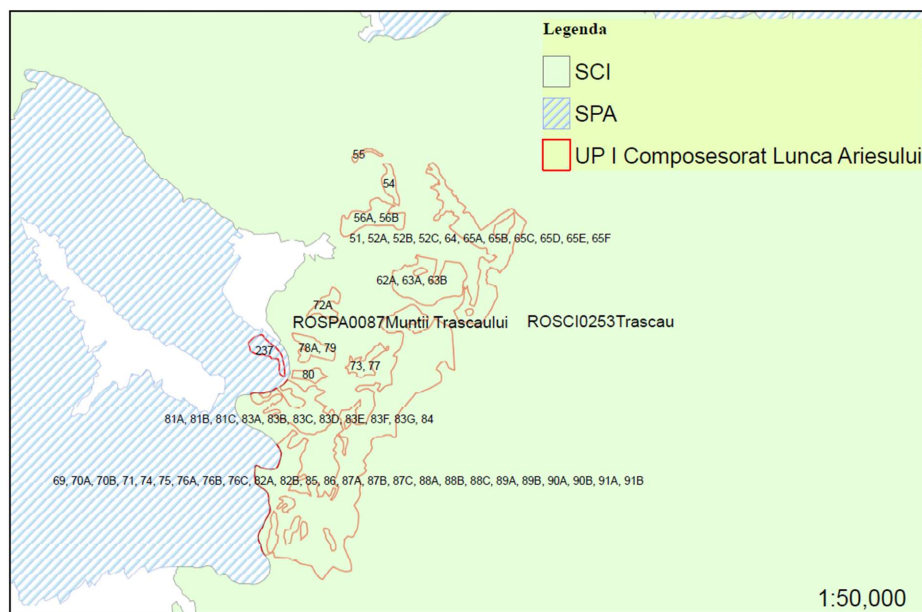 Legenda
SCI
SPA
UP I Composesorat Lunca Ariesului
55
54
56A, 56B
51, 52A, 52B, 52C, 64, 65A, 65B, 65C, 65D, 65E, 65F
62A, 63A, 63B
72A
ROSPA0087Muntii Trascaului ROSCI0253Trascau
237
78A, 79
73, 77
80
81A, 81B, 81C, 83A, 83B, 83C, 83D, 83E, 83F, 83G, 84
69, 70A, 70B, 71, 74, 75, 76A, 76B, 76C, 82A, 82B, 85, 86, 87A, 87B, 87C, 88A, 88B, 88C, 89A, 89B, 90A, 90B, 91A, 91B
1:50,000